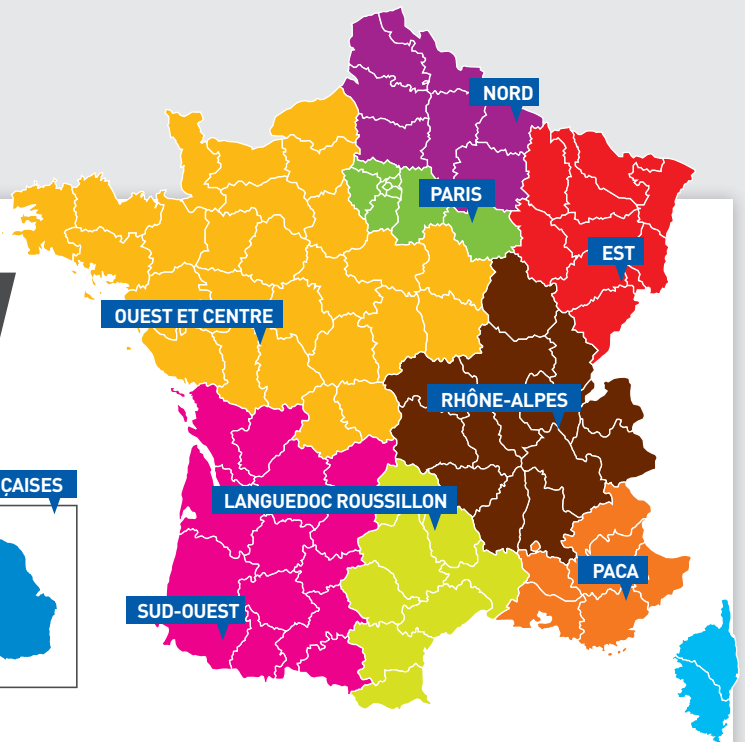 NORD
PARIS
EST
OUEST ET CENTRE
RHÔNE-ALPES
ÇAISES
LANGUEDOC ROUSSILLON
PACA
SUD-OUEST